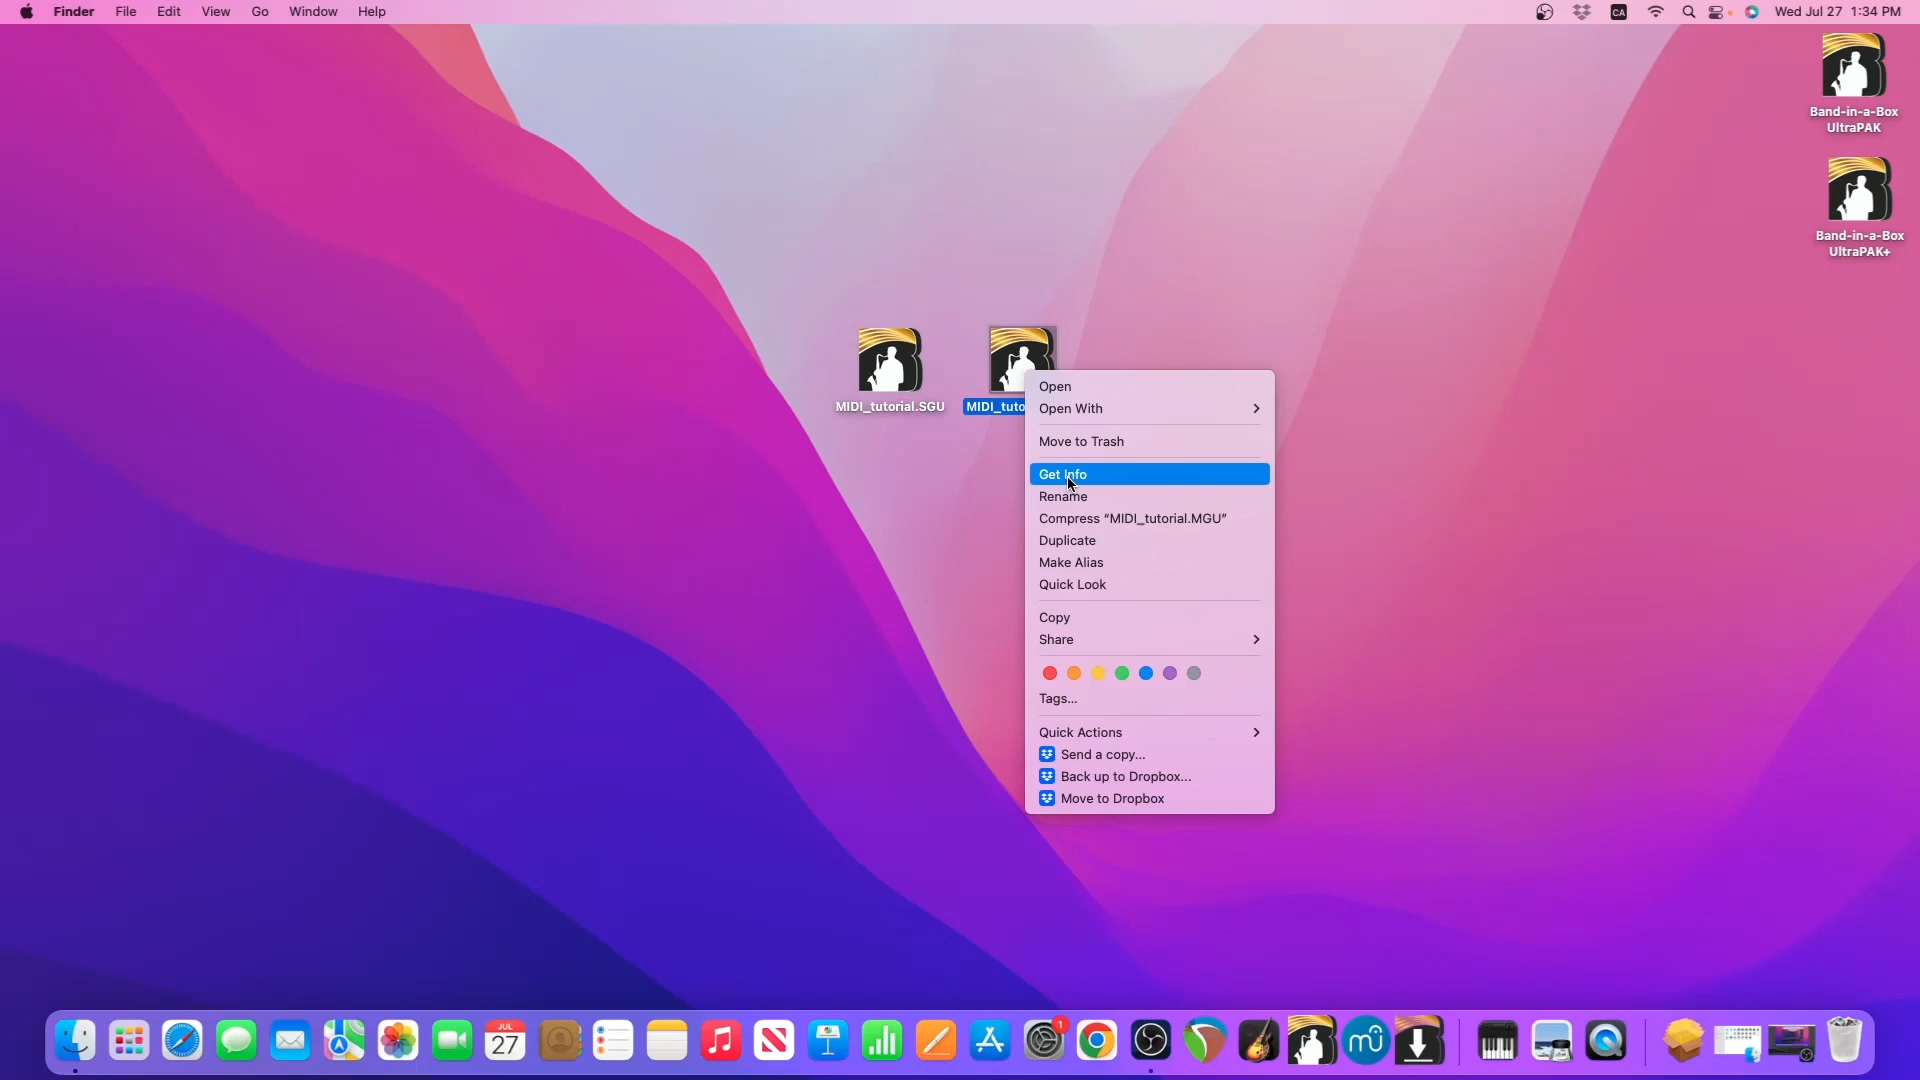 Finder File Edit View Go Window Help
CA Wed Jul 27 1:34 PM
Band-in-a-Box
UltraPAK
Band-in-a-Box
UltraPAK+
MIDI_tutorial.SGU
MIDI_tuto
Open
Open With
Move to Trash
Get Info
Rename
Compress “MIDI_tutorial.MGU”
Duplicate
Make Alias
Quick Look
Copy
Share
Tags...
Quick Actions
Send a copy...
Back up to Dropbox...
Move to Dropbox
JUL
27
1